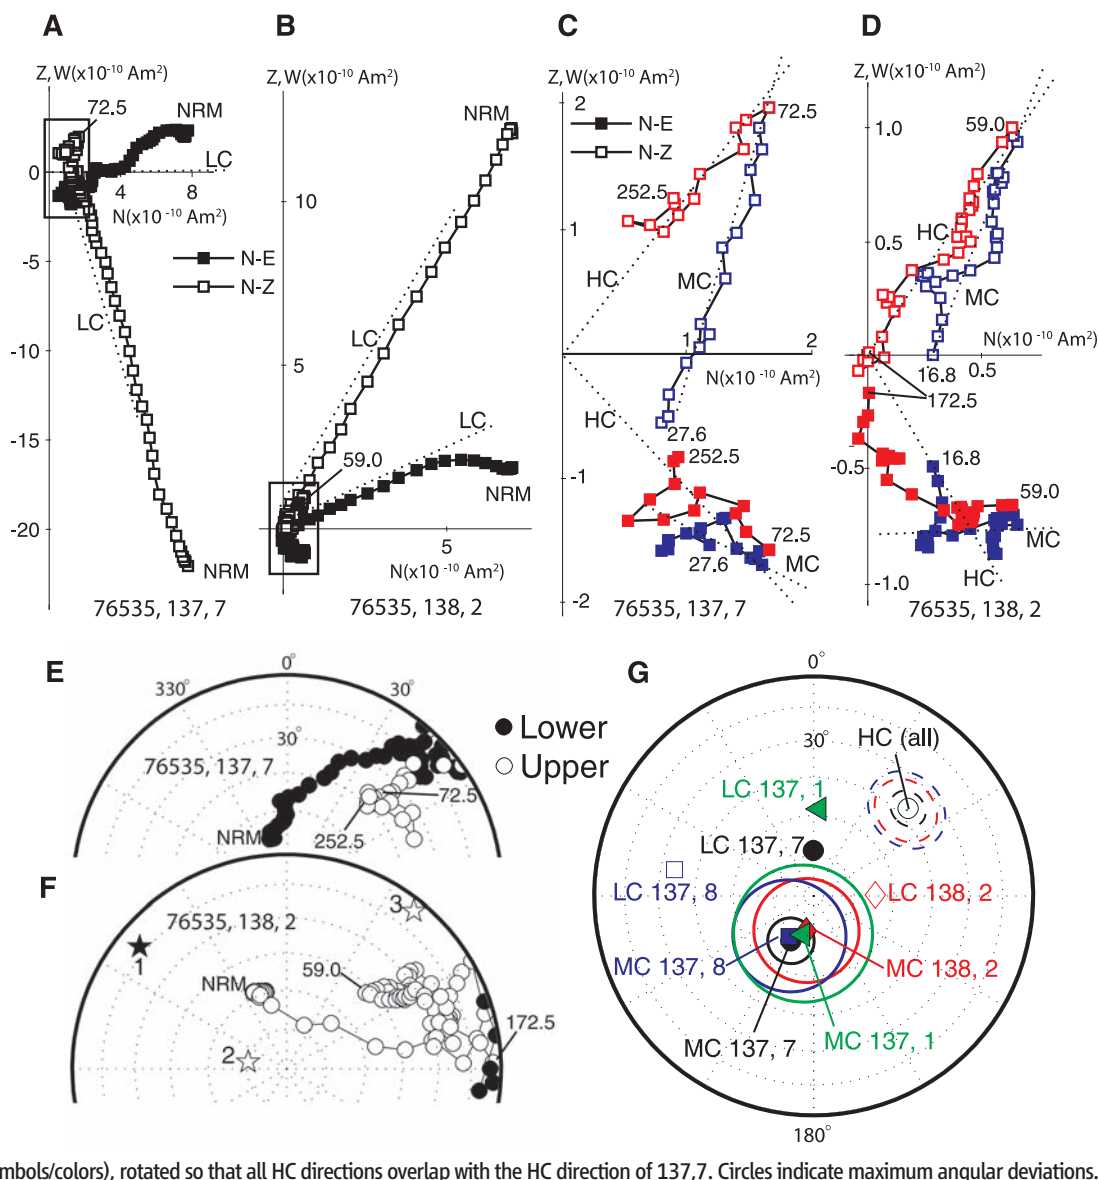 A
Z, W(x10⁻¹⁰ Am²)
72.5
NRM
LC
0
4
8
N(x10⁻¹⁰ Am²)
-5
-10
-15
-20
N-E
N-Z
LC
NRM
76535, 137, 7
B
Z, W(x10⁻¹⁰ Am²)
NRM
10
LC
5
LC
59.0
NRM
5
N(x10⁻¹⁰ Am²)
76535, 138, 2
C
Z, W(x10⁻¹⁰ Am²)
2
72.5
N-E
N-Z
252.5
1
HC
MC
1
2
N(x10⁻¹⁰ Am²)
HC
27.6
252.5
-1
72.5
27.6
MC
-2
76535, 137, 7
D
Z, W(x10⁻¹⁰ Am²)
1.0
59.0
0.5
HC
MC
N(x10⁻¹⁰ Am²)
16.8
0.5
172.5
-0.5
16.8
59.0
MC
HC
-1.0
76535, 138, 2
E
0°
330°
30°
30°
76535, 137, 7
72.5
NRM
252.5
Lower
Upper
F
76535, 138, 2
3
1
NRM
59.0
2
172.5
G
0°
30°
HC (all)
LC 137, 1
LC 137, 7
LC 137, 8
LC 138, 2
MC 137, 8
MC 138, 2
MC 137, 7
MC 137, 1
180°
mbols/colors), rotated so that all HC directions overlap with the HC direction of 137,7. Circles indicate maximum angular deviations.